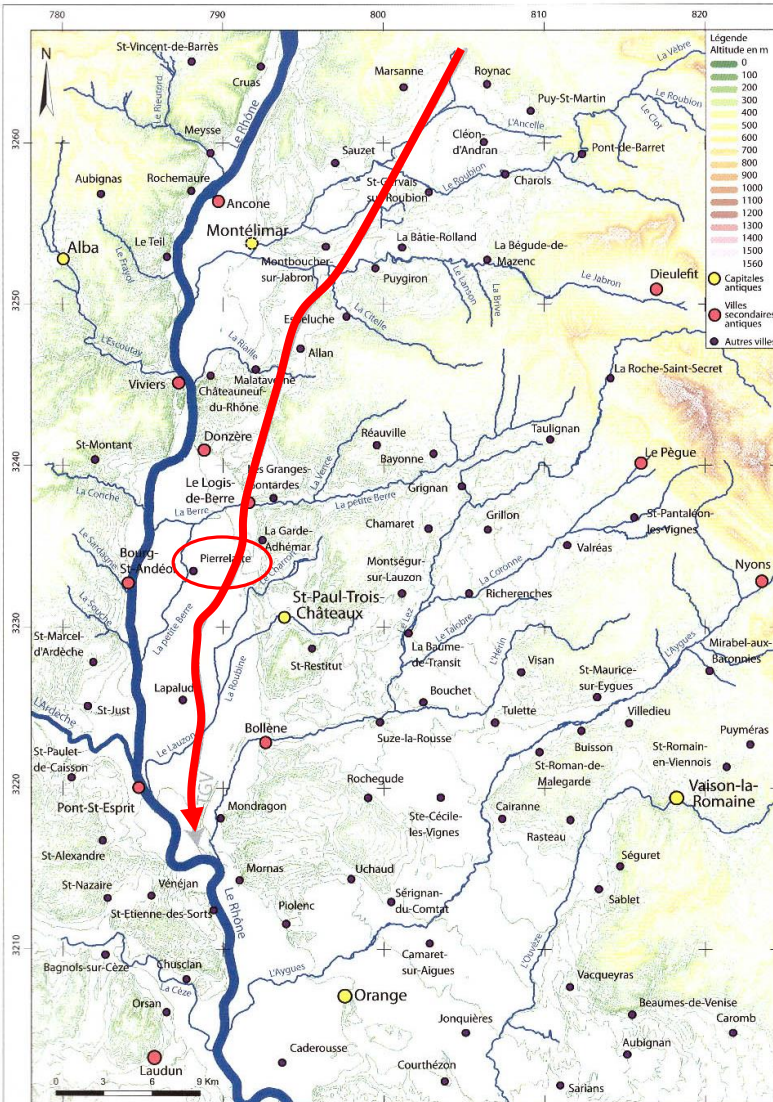 780
790
800
810
820
N
3260
3250
3240
3230
3220
3210
Légende
Altitude en m
0
100
200
300
400
500
600
700
800
900
1000
1100
1200
1300
1400
1500
1560
Capitales
antiques
Villes
secondaires
antiques
Autres villes
St-Vincent-de-Barrès
Cruas
Le Rhône
Marsanne
Roynac
La Vèbre
Le Rieutord
Puy-St-Martin
Le Roubion
Le Clot
L'Ancelle
Meysse
Cléon-
d'Andran
Pont-de-Barret
Sauzet
Rochemaure
Aubignas
St-Gervais
sur-Roubion
Le Roubion
Charols
Ancone
Montélimar
Le Teil
Alba
Le Frayol
La Bâtie-Rolland
La Bégude-de-
Mazenc
Montboucher-
sur-Jabron
Puygiron
Le Lanson
La Brive
Le Jabron
Dieulefit
La Citelle
L'Escoutay
La Riaille
Allan
Viviers
Malataverne
Châteauneuf-
du-Rhône
La Roche-Saint-Secret
Donzère
Réauville
Taulignan
St-Montant
Bayonne
Le Pègue
La Vence
Le Logis-
de-Berre
Grignan
La Conche
La Berre
La petite Berre
Chamaret
Grillon
St-Pantaléon-
les-Vignes
La Garde-
Adhémar
Le Sardagne
Bourg-
St-Andéol
Montségur-
sur-Lauzon
Valréas
La Coronne
Nyons
La Souche
St-Paul-Trois-
Châteaux
Richerenches
Le Lez
Le Talobre
La petite Berre
St-Marcel-
d'Ardèche
St-Restitut
La Baume-
de-Transit
L'Hérin
L'Aygues
Mirabel-aux-
Baronnies
La Roubine
Visan
St-Maurice-
sur-Eygues
Lapalud
L'Ardèche
St-Just
Bouchet
Le Lauzon
Bollène
Suze-la-Rousse
Tulette
Villedieu
Buisson
Puyméras
St-Paulet-
de-Caisson
St-Roman-de-
Malegarde
St-Romain-
en-Viennois
TGV
Rochegude
Vaison-la-
Romaine
Pont-St-Esprit
Mondragon
Ste-Cécile-
les-Vignes
Cairanne
Rasteau
St-Alexandre
Séguret
Mornas
Uchaud
St-Nazaire
Vénéjan
Sérignan-
du-Comtat
Sablet
St-Etienne-des-Sorts
Piolenc
Le Rhône
Camaret-
sur-Aigues
L'Ouvèze
Bagnols-sur-Cèze
Chusclan
L'Aygues
Vacqueyras
La Cèze
Orange
Orsan
Beaumes-de-Venise
Jonquières
Caromb
Aubignan
Laudun
Caderousse
Courthézon
Sarians
0
3
6
9 Km